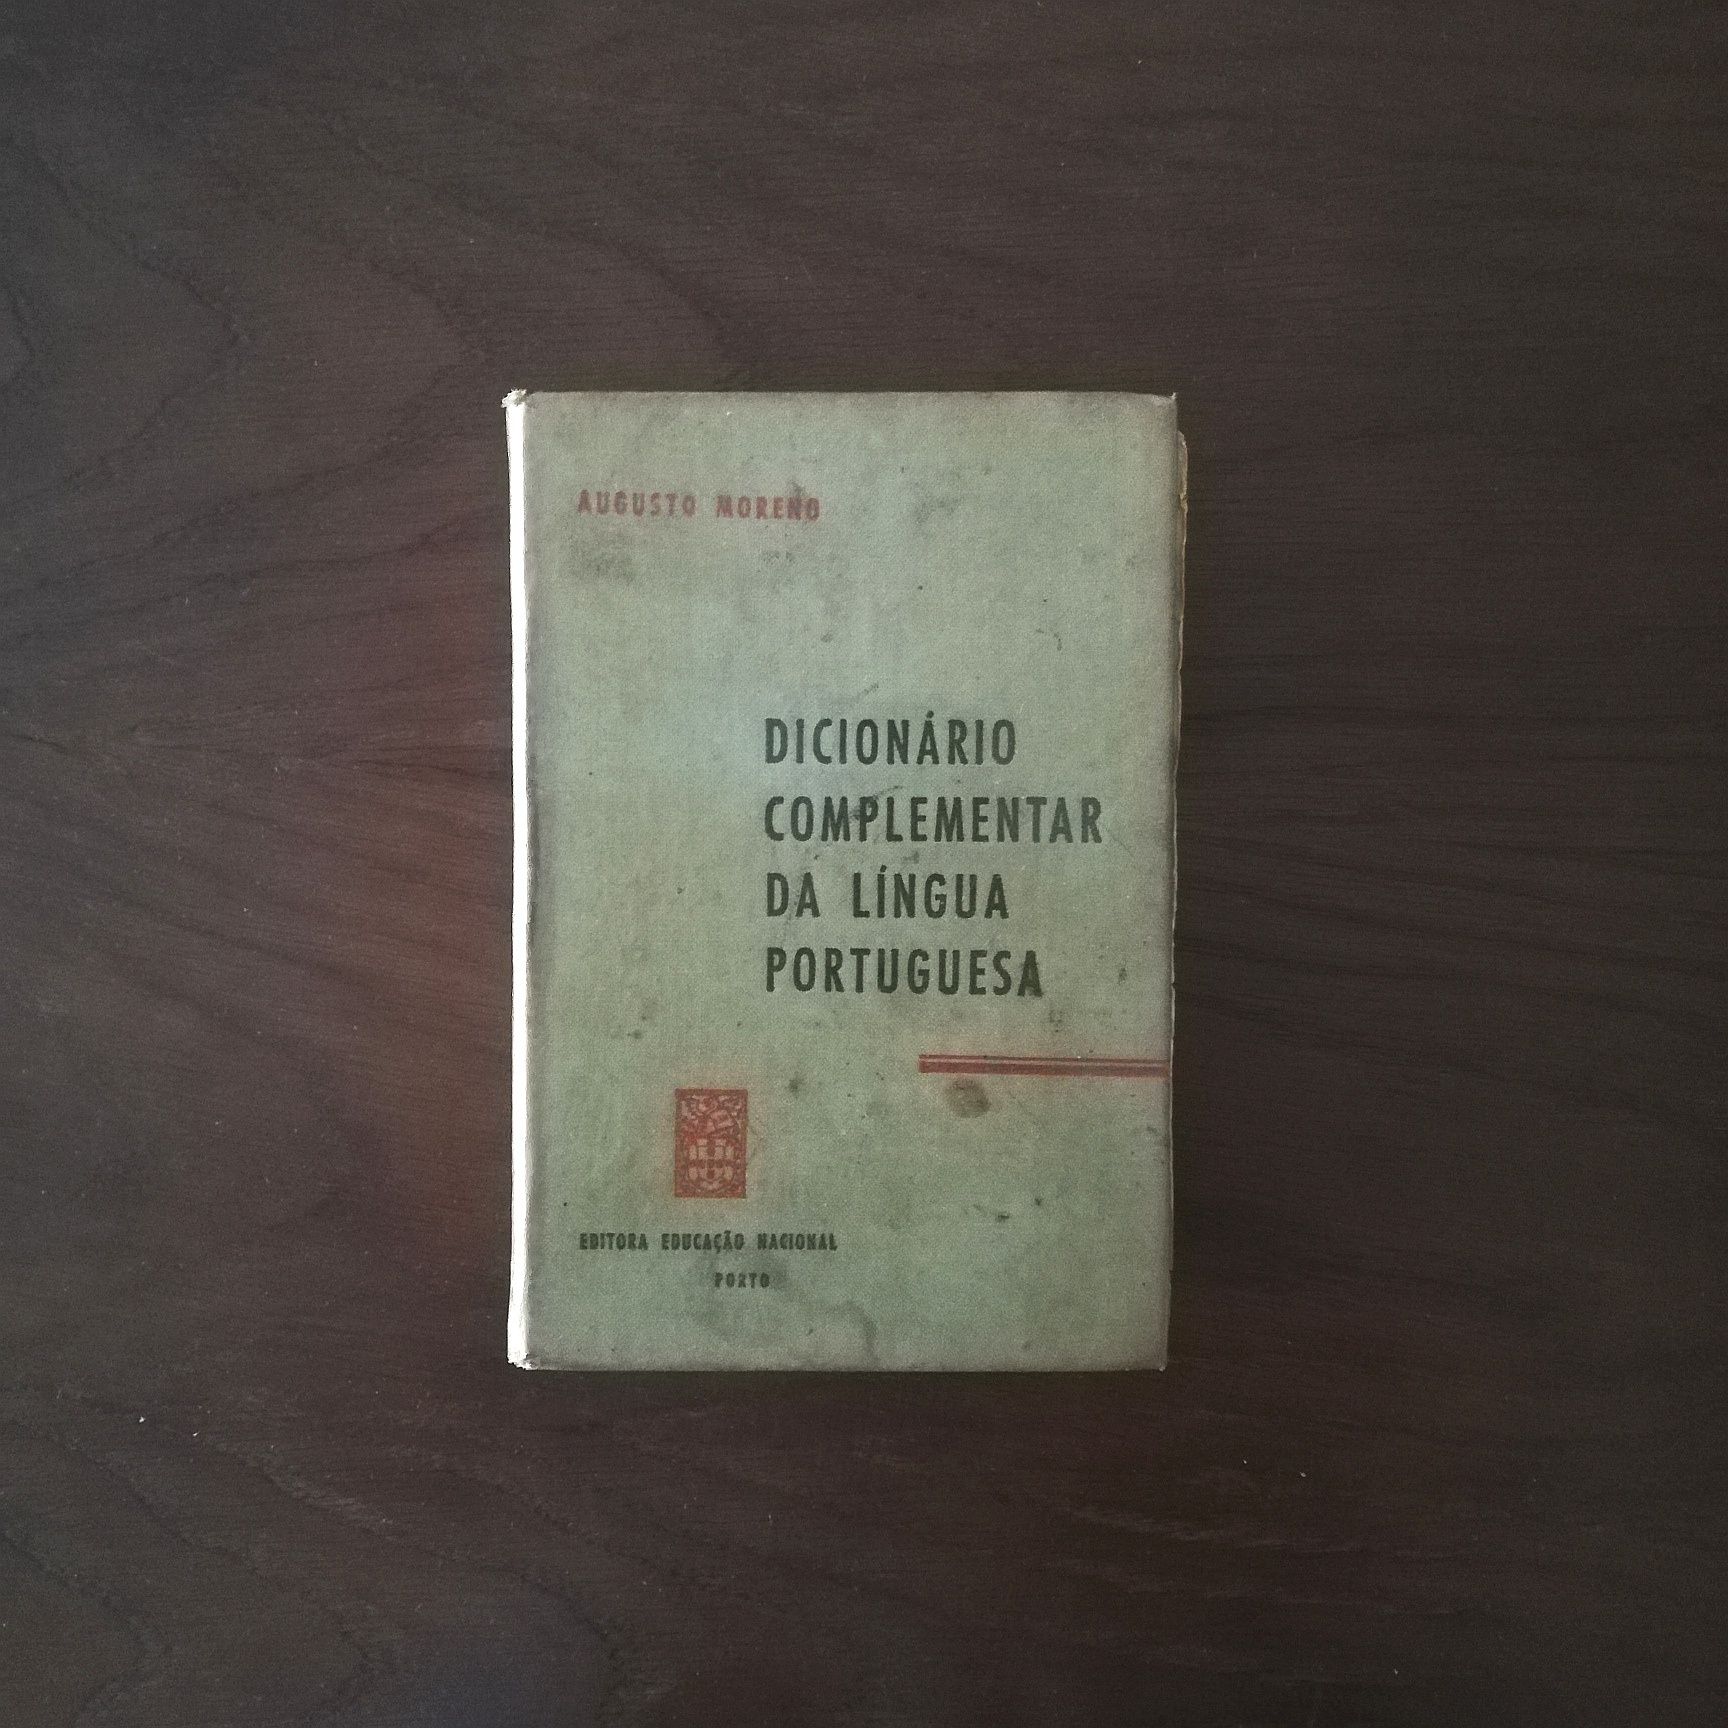 AUGUSTO MORENO
DICIONÁRIO
COMPLEMENTAR
DA LÍNGUA
PORTUGUESA
EDITORA EDUCAÇÃO NACIONAL
PORTO